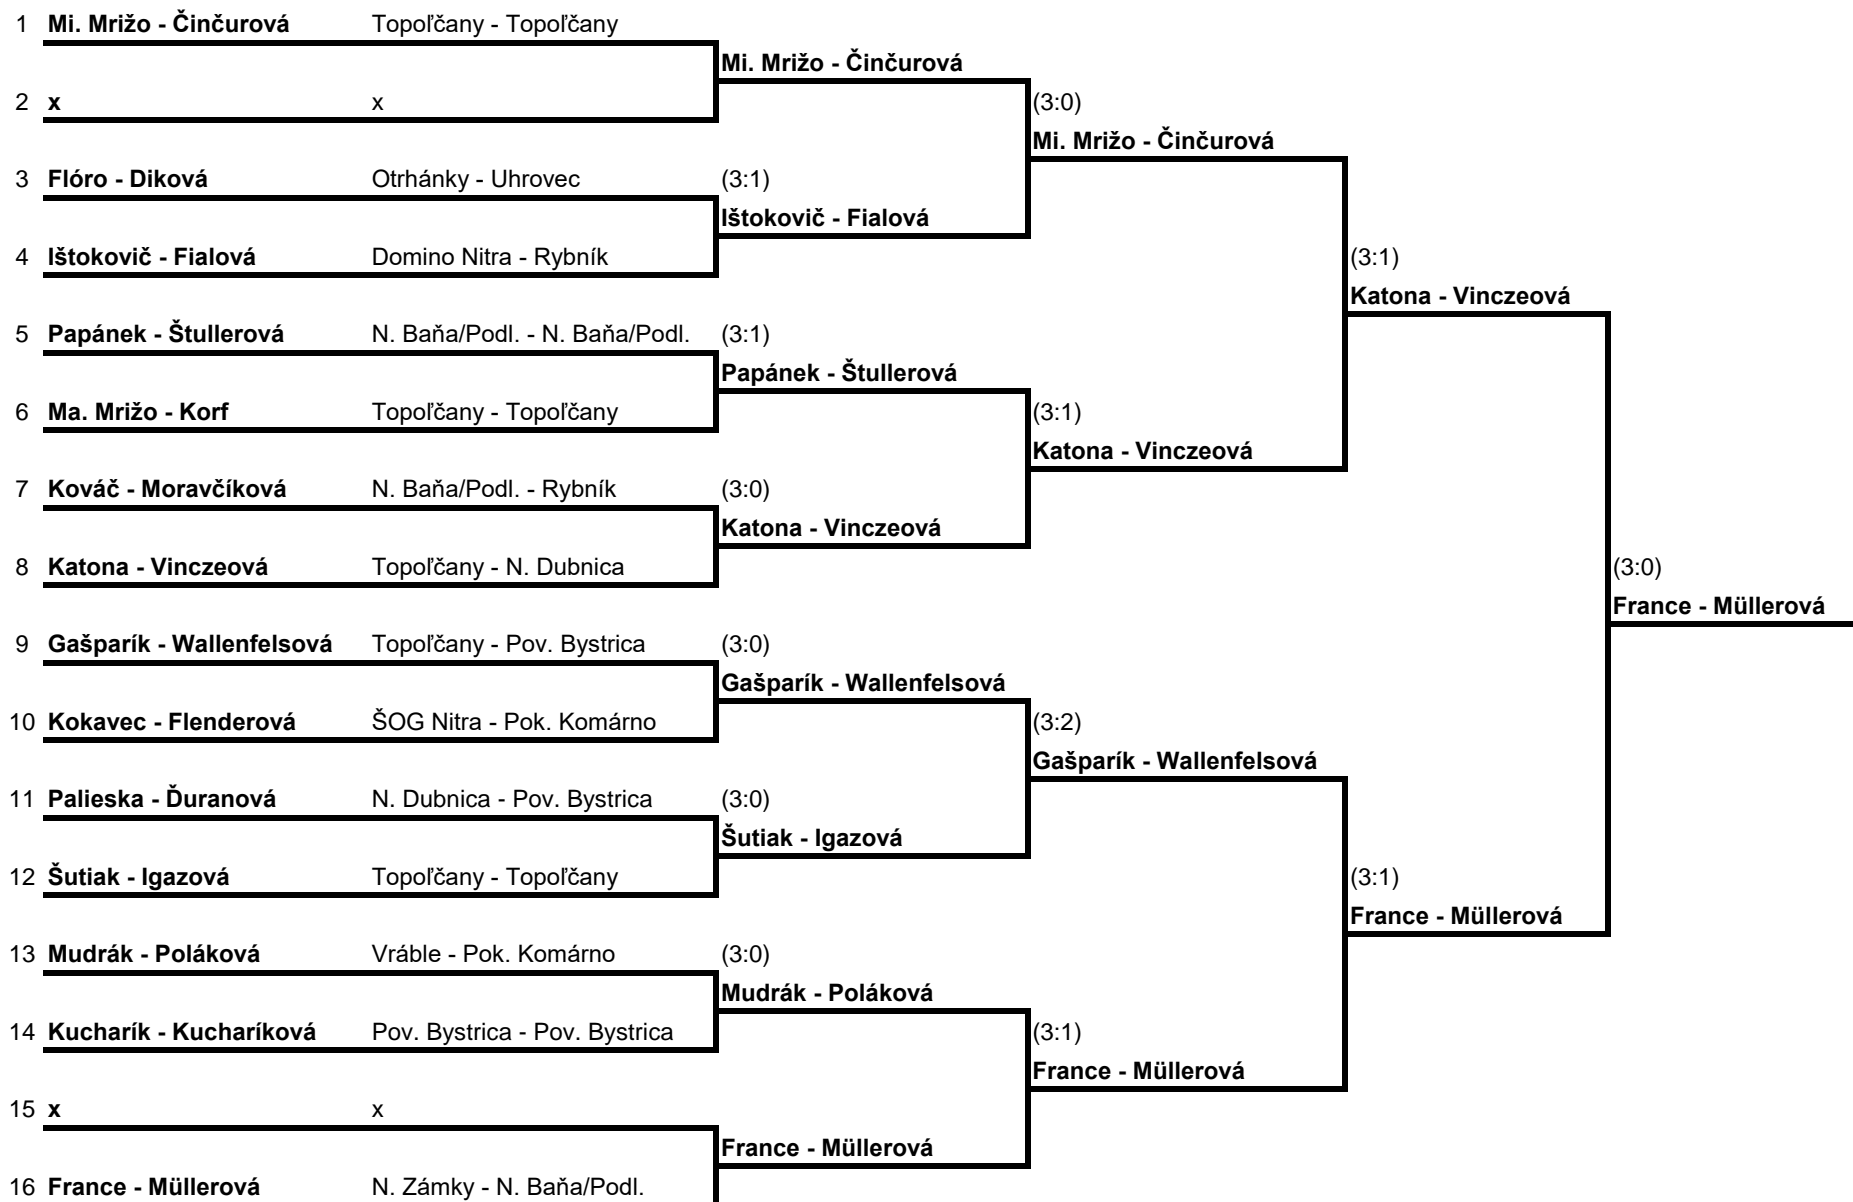 1 Mi. Mrižo - Činčurová Topoľčany - Topoľčany
Mi. Mrižo - Činčurová
2 x x (3:0)
Mi. Mrižo - Činčurová
3 Flóro - Diková Otrhánky - Uhrovec (3:1)
Ištokovič - Fialová
4 Ištokovič - Fialová Domino Nitra - Rybník (3:1)
Katona - Vinczeová
5 Papánek - Štullerová N. Baňa/Podl. - N. Baňa/Podl. (3:1)
Papánek - Štullerová
6 Ma. Mrižo - Korf Topoľčany - Topoľčany (3:1)
Katona - Vinczeová
7 Kováč - Moravčíková N. Baňa/Podl. - Rybník (3:0)
Katona - Vinczeová
8 Katona - Vinczeová Topoľčany - N. Dubnica (3:0)
France - Müllerová
9 Gašparík - Wallenfelsová Topoľčany - Pov. Bystrica (3:0)
Gašparík - Wallenfelsová
10 Kokavec - Flenderová ŠOG Nitra - Pok. Komárno (3:2)
Gašparík - Wallenfelsová
11 Palieska - Ďuranová N. Dubnica - Pov. Bystrica (3:0)
Šutiak - Igazová
12 Šutiak - Igazová Topoľčany - Topoľčany (3:1)
France - Müllerová
13 Mudrák - Poláková Vráble - Pok. Komárno (3:0)
Mudrák - Poláková
14 Kucharík - Kucharíková Pov. Bystrica - Pov. Bystrica (3:1)
France - Müllerová
15 x x
France - Müllerová
16 France - Müllerová N. Zámky - N. Baňa/Podl.